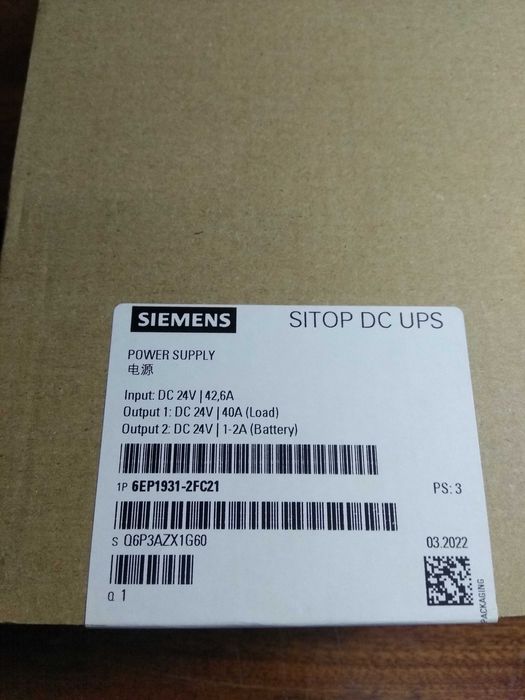 SIEMENS SITOP DC UPS
POWER SUPPLY
电源
Input: DC 24V | 42,6A
Output 1: DC 24V | 40A (Load)
Output 2: DC 24V | 1-2A (Battery)
1P 6EP1931-2FC21 PS: 3
S Q6P3AZX1G60 03.2022
Q 1
PACKAGING